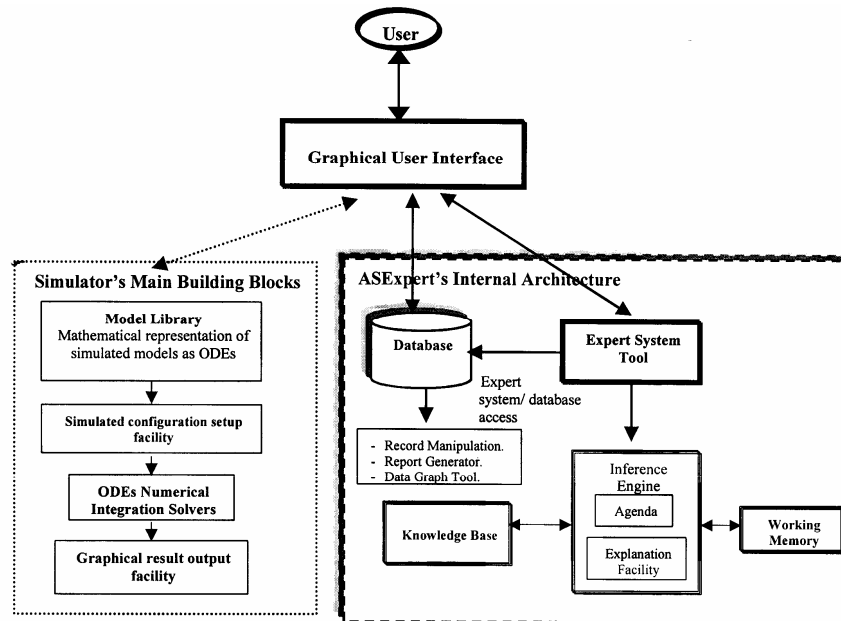 User
Graphical User Interface
Simulator's Main Building Blocks
Model Library
Mathematical representation of
simulated models as ODEs
Simulated configuration setup
facility
ODEs Numerical
Integration Solvers
Graphical result output
facility
ASExpert's Internal Architecture
Database
Expert System
Tool
Expert
system/ database
access
- Record Manipulation.
- Report Generator.
- Data Graph Tool.
Inference
Engine
Agenda
Explanation
Facility
Knowledge Base
Working
Memory